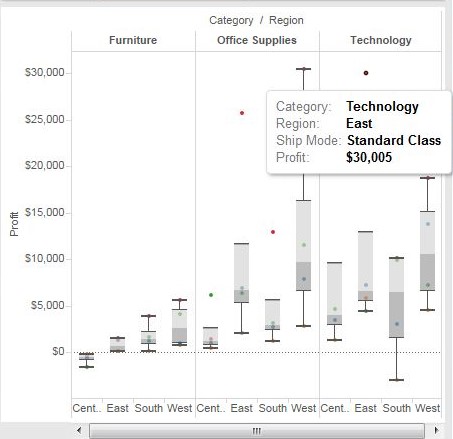 Category / Region
Furniture Office Supplies Technology
$30,000
$25,000
$20,000
$15,000
$10,000
$5,000
$0
Profit
Category: Technology
Region: East
Ship Mode: Standard Class
Profit: $30,005
Cent.. East South West Cent.. East South West Cent.. East South West